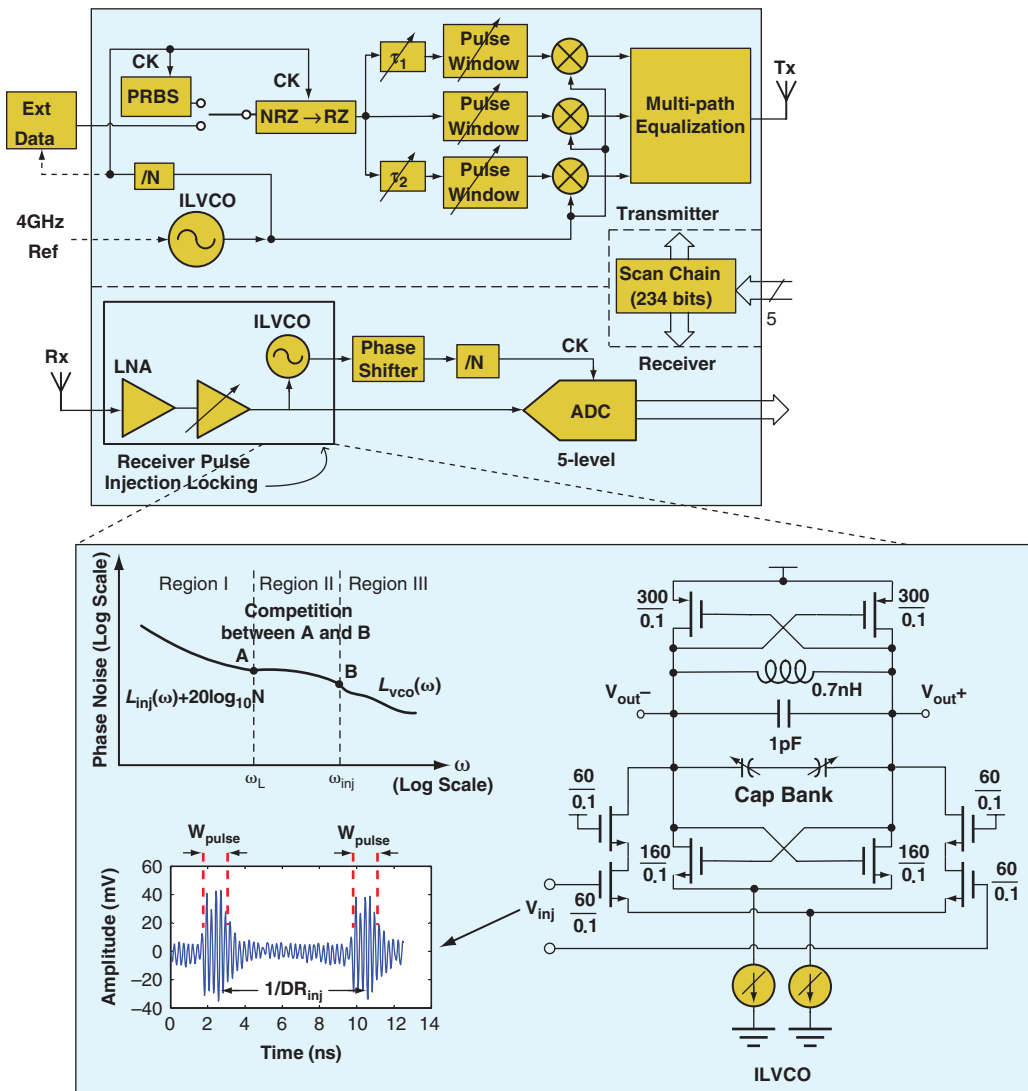 CK
PRBS
Ext
Data
CK
NRZ → RZ
τ1
Pulse
Window
Pulse
Window
τ2
Pulse
Window
Multi-path
Equalization
Tx
/N
ILVCO
4GHz
Ref
Transmitter
Scan Chain
(234 bits)
5
Receiver
Rx
LNA
ILVCO
Phase
Shifter
/N
CK
ADC
5-level
Receiver Pulse
Injection Locking
Phase Noise (Log Scale)
Region I
Region II
Region III
Competition
between A and B
A
B
Linj(ω)+20log10N
Lvco(ω)
ωL
ωinj
ω
(Log Scale)
Wpulse
Wpulse
Amplitude (mV)
60
40
20
0
−20
−40
1/DRinj
0 2 4 6 8 10 12 14
Time (ns)
300
0.1
300
0.1
0.7nH
Vout−
Vout+
1pF
Cap Bank
60
0.1
60
0.1
160
0.1
160
0.1
60
0.1
60
0.1
Vinj
ILVCO